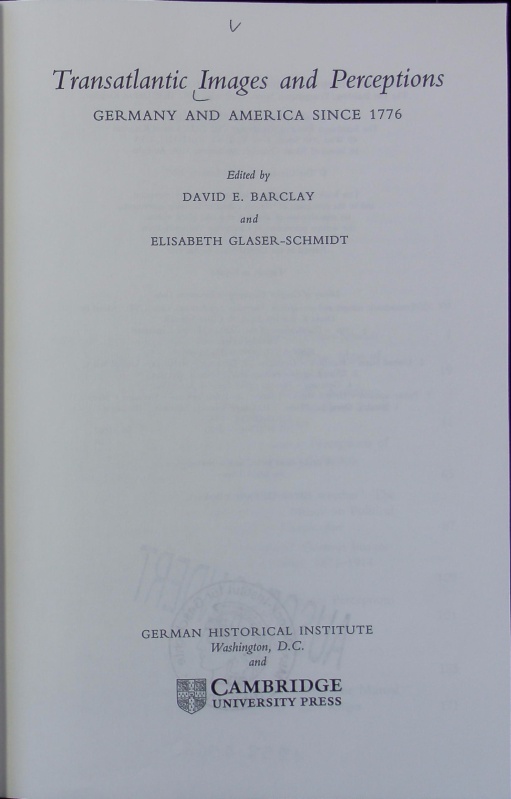 Transatlantic Images and Perceptions
GERMANY AND AMERICA SINCE 1776
Edited by
DAVID E. BARCLAY
and
ELISABETH GLASER-SCHMIDT
GERMAN HISTORICAL INSTITUTE
Washington, D.C.
and
CAMBRIDGE
UNIVERSITY PRESS